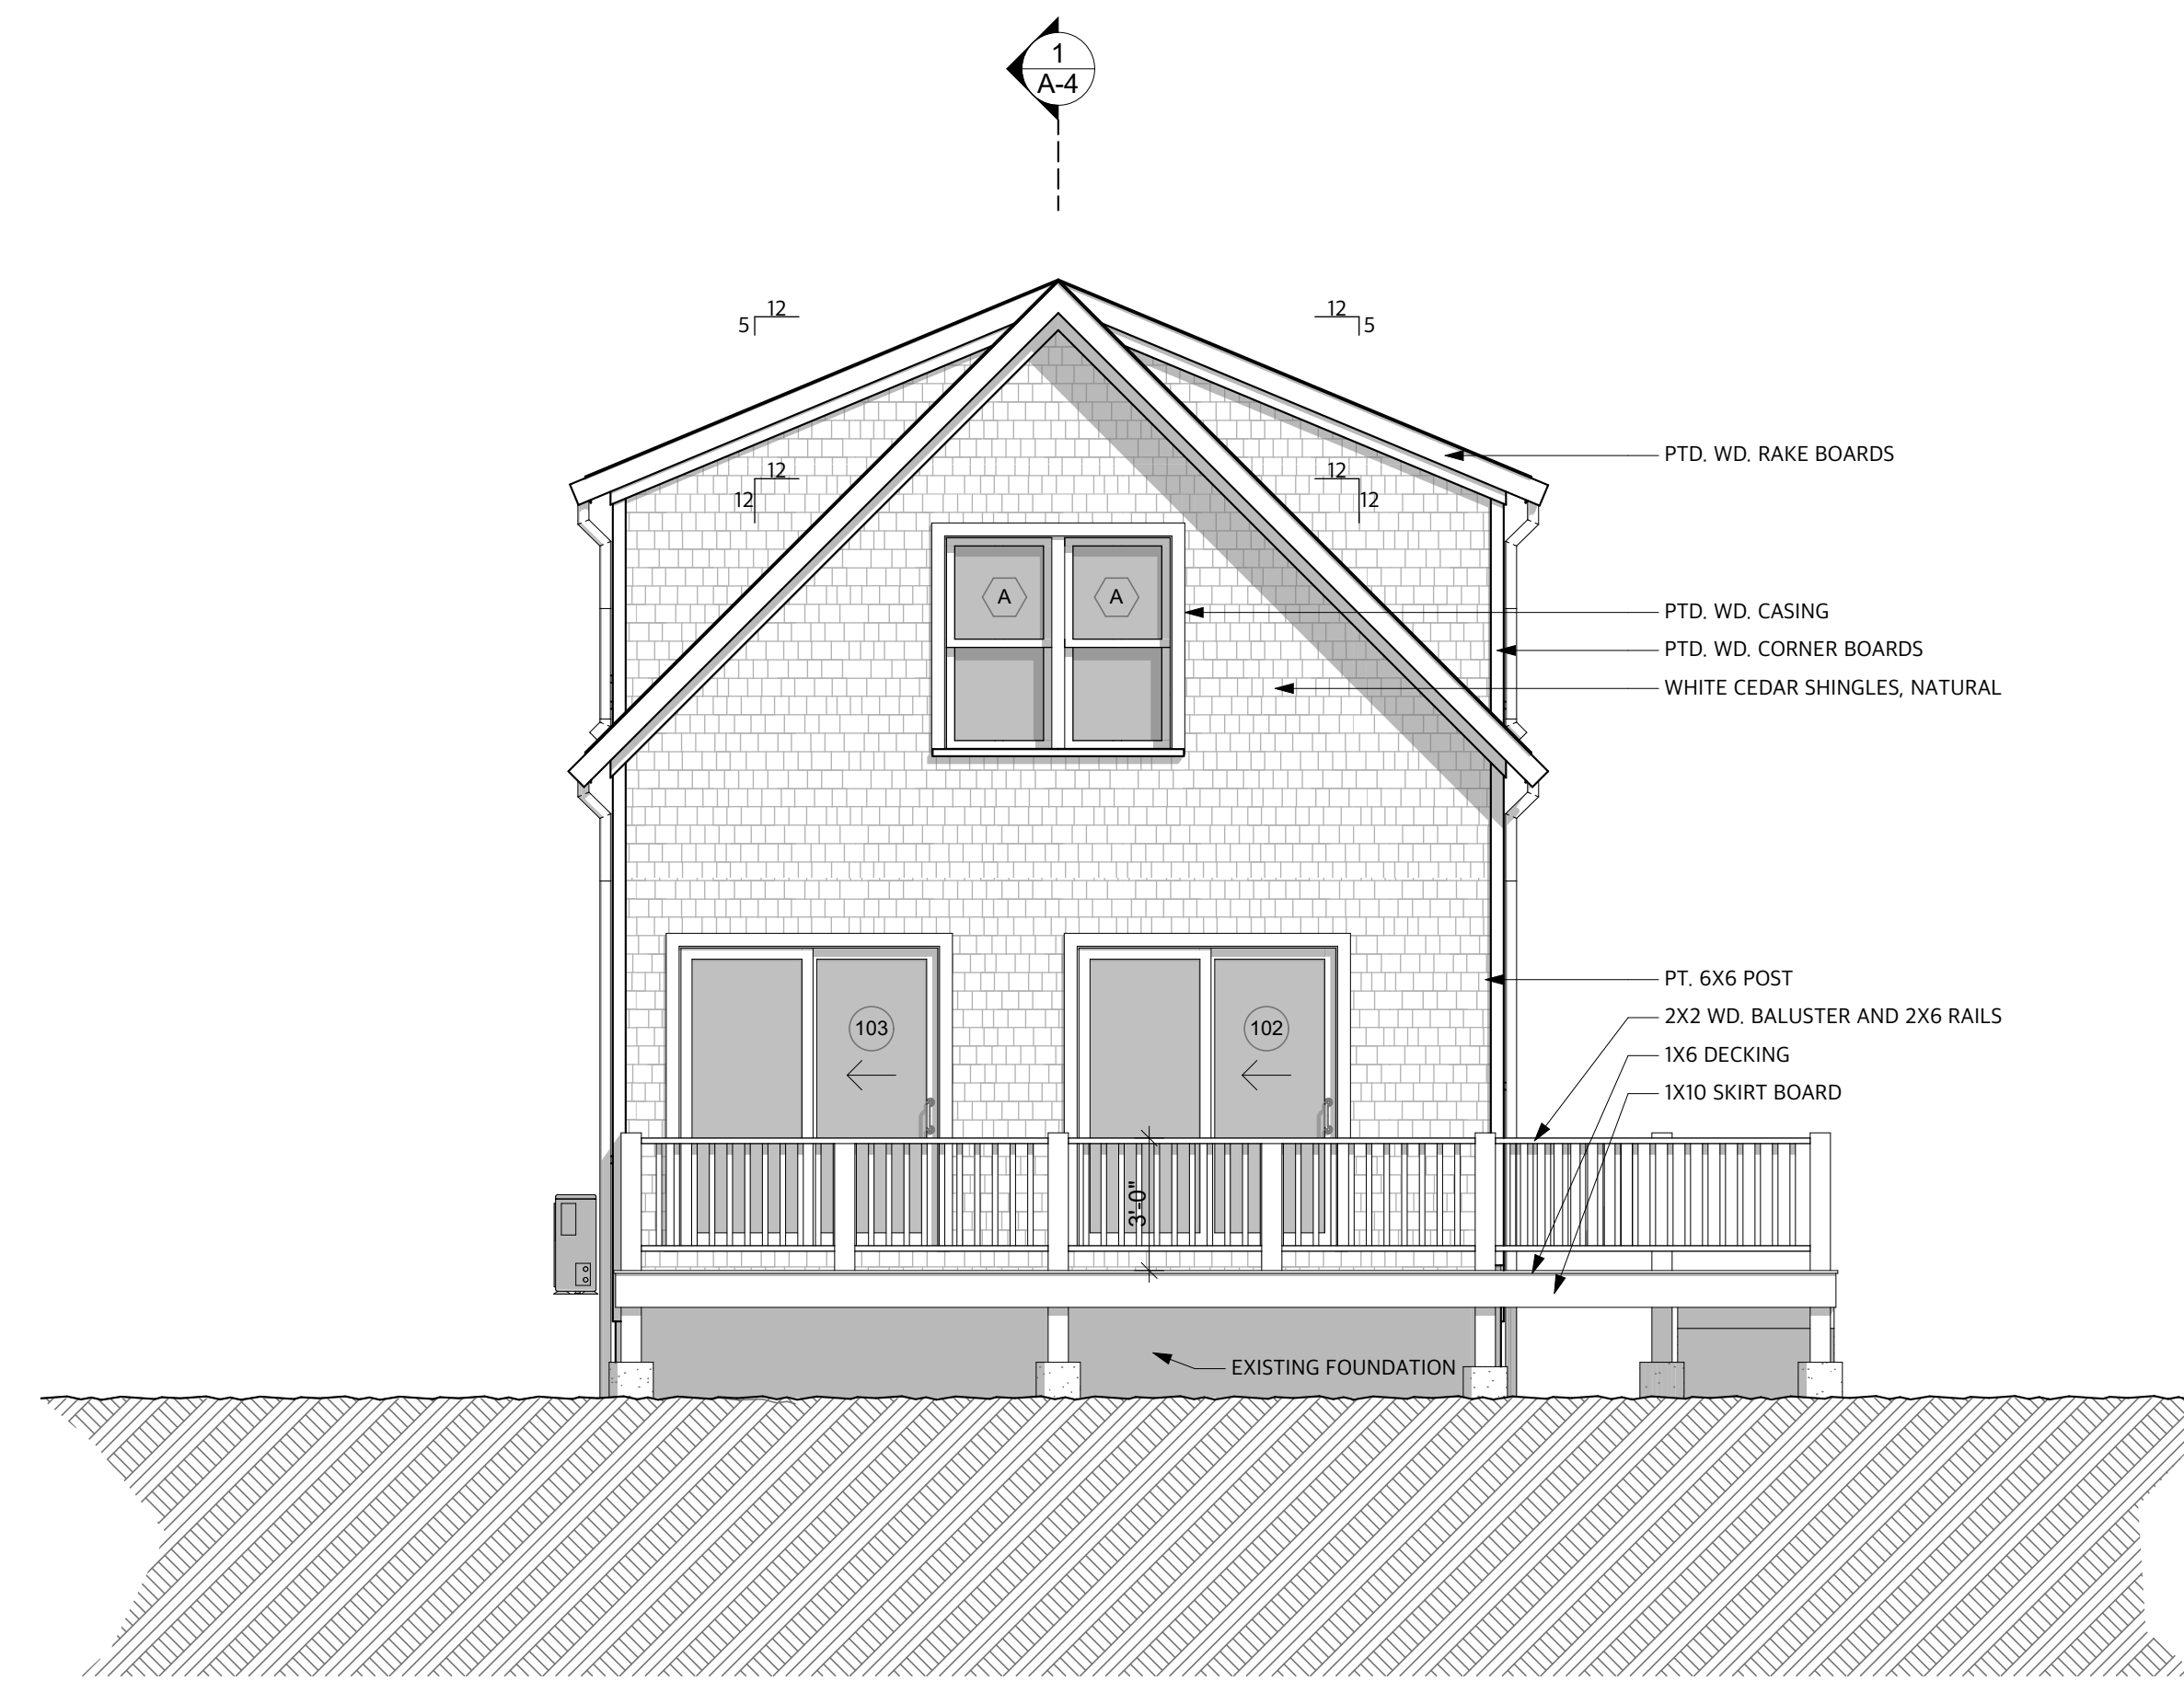 1
A-4
12
5
12
5
PTD. WD. RAKE BOARDS
12
12
12
12
A
A
PTD. WD. CASING
PTD. WD. CORNER BOARDS
WHITE CEDAR SHINGLES, NATURAL
PT. 6X6 POST
103
102
2X2 WD. BALUSTER AND 2X6 RAILS
1X6 DECKING
1X10 SKIRT BOARD
3'-0"
EXISTING FOUNDATION